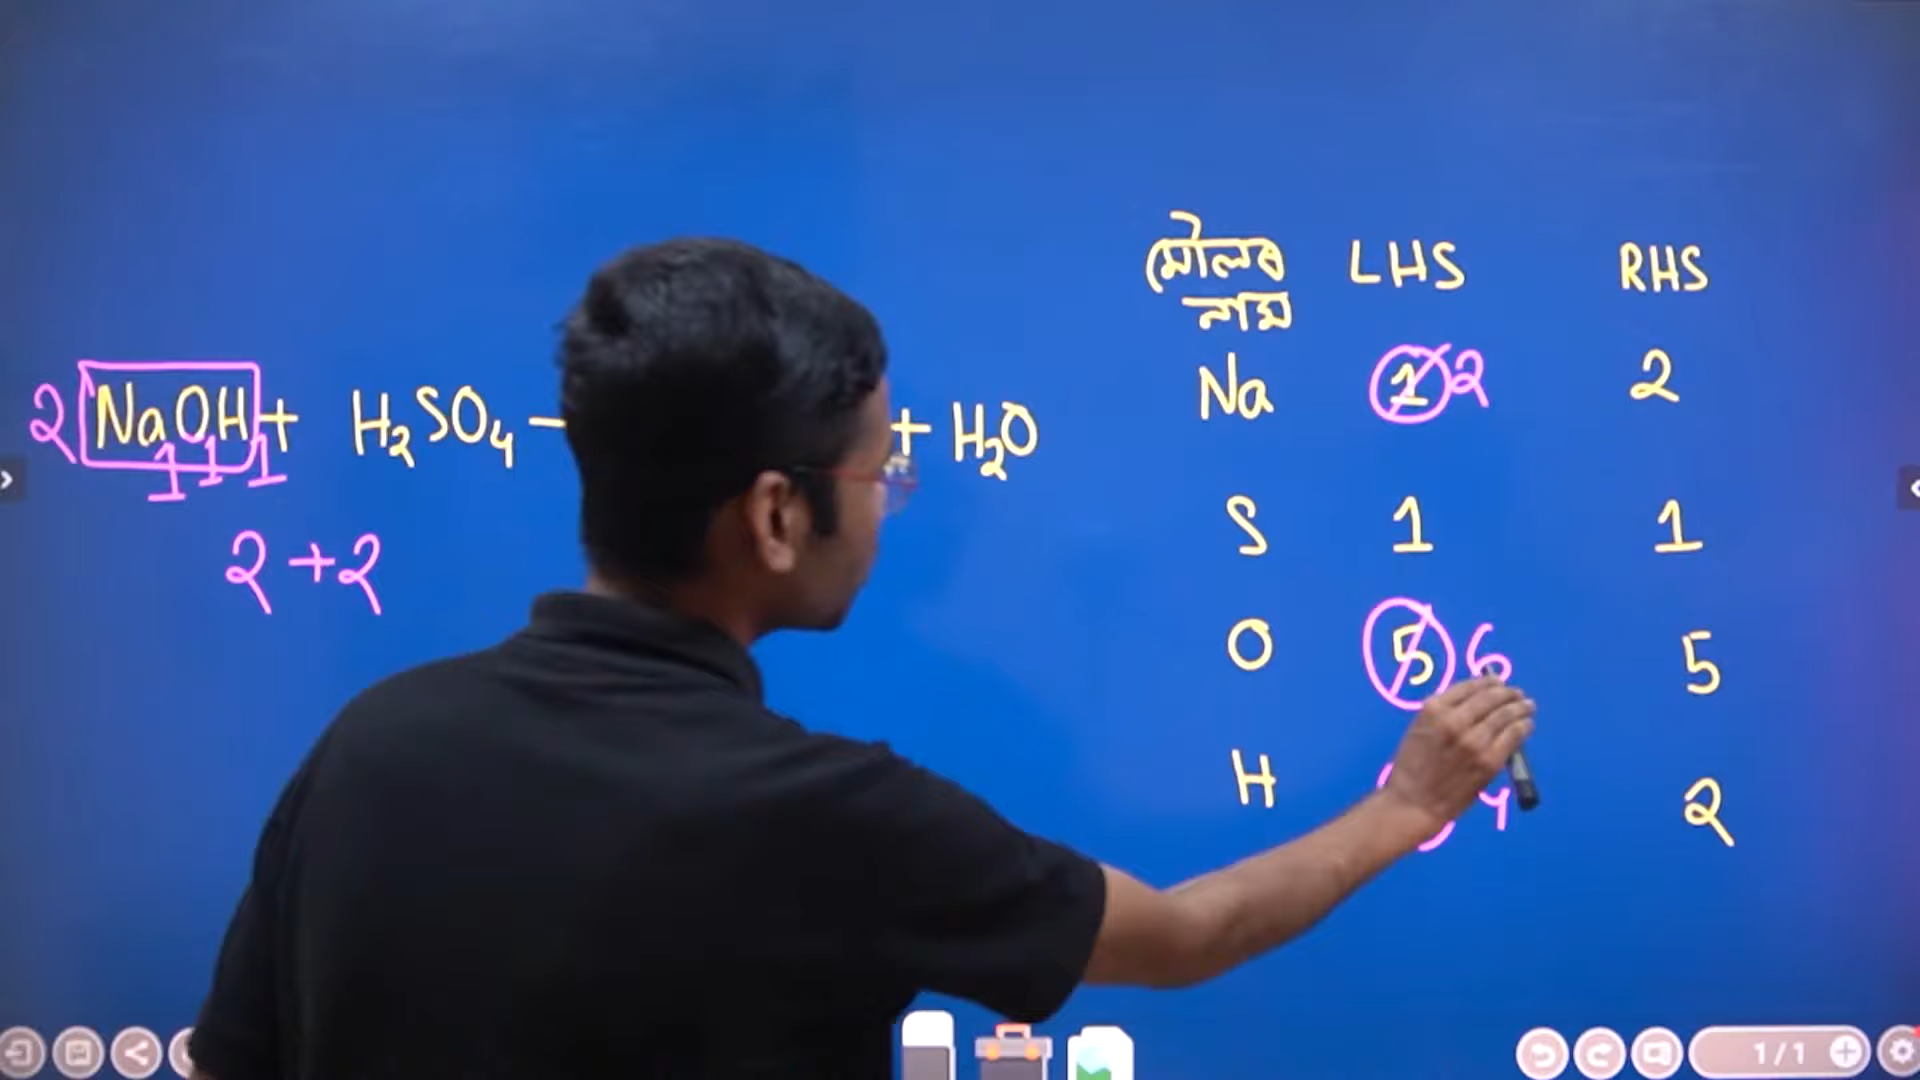 2 NaOH + H₂SO₄ – + H₂O
1 1 1
2 + 2
মৌলৰ নাম LHS RHS
Na 1 2 2
S 1 1
O 5 6 5
H 4 2
1/1